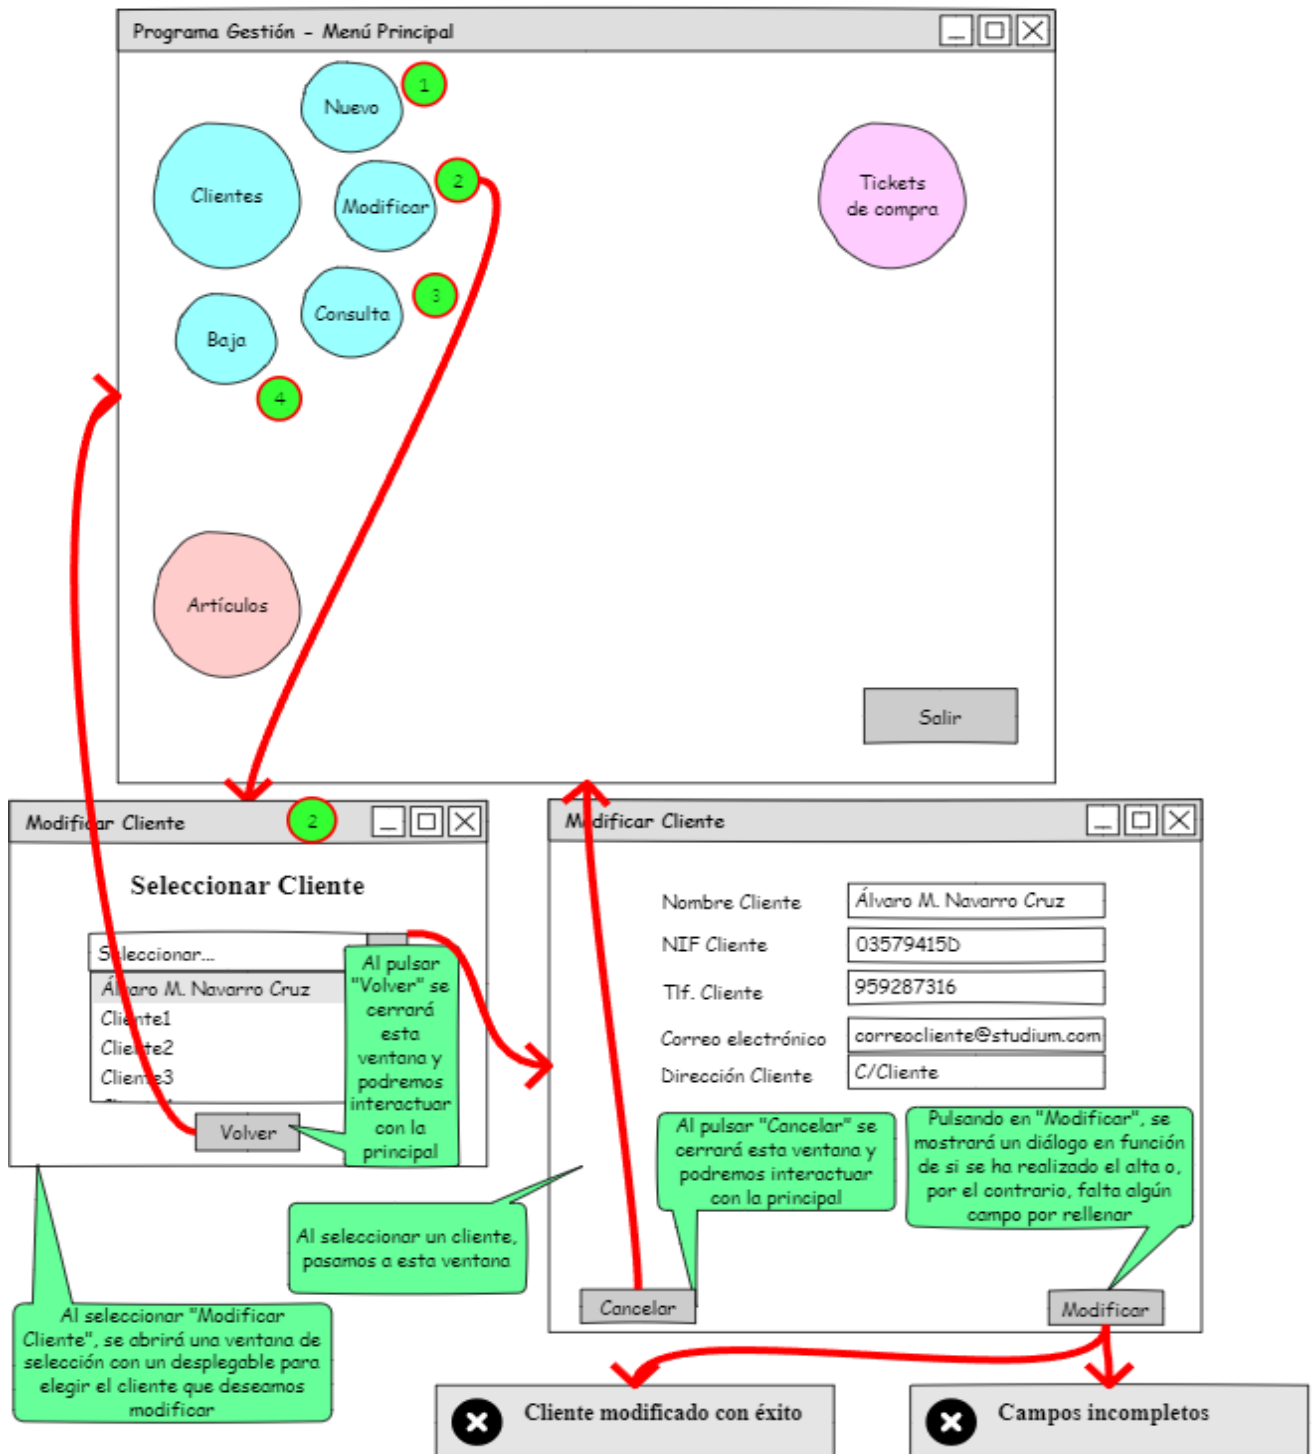 Programa Gestión - Menú Principal
Nuevo
1
Clientes
Modificar
2
Consulta
3
Baja
4
Tickets
de compra
Artículos
Salir
Modificar Cliente
2
Seleccionar Cliente
Seleccionar...
Álvaro M. Navarro Cruz
Cliente1
Cliente2
Cliente3
Volver
Al pulsar
"Volver" se
cerrará
esta
ventana y
podremos
interactuar
con la
principal
Al seleccionar "Modificar
Cliente", se abrirá una ventana de
selección con un desplegable para
elegir el cliente que deseamos
modificar
Al seleccionar un cliente,
pasamos a esta ventana
Modificar Cliente
Nombre Cliente
Álvaro M. Navarro Cruz
NIF Cliente
03579415D
Tlf. Cliente
959287316
Correo electrónico
correocliente@studium.com
Dirección Cliente
C/Cliente
Al pulsar "Cancelar" se
cerrará esta ventana y
podremos interactuar
con la principal
Pulsando en "Modificar", se
mostrará un diálogo en función
de si se ha realizado el alta o,
por el contrario, falta algún
campo por rellenar
Cancelar
Modificar
Cliente modificado con éxito
Campos incompletos